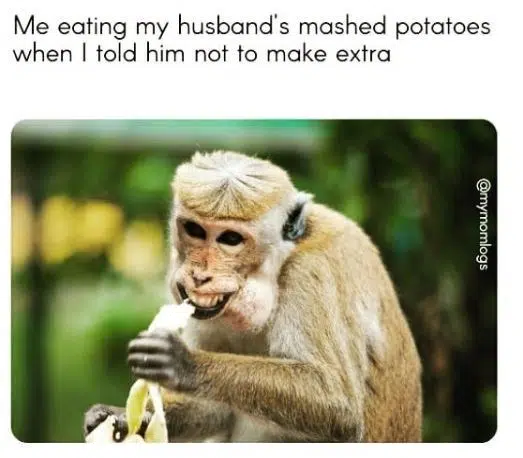 Me eating my husband's mashed potatoes
when I told him not to make extra
@mymomlogs